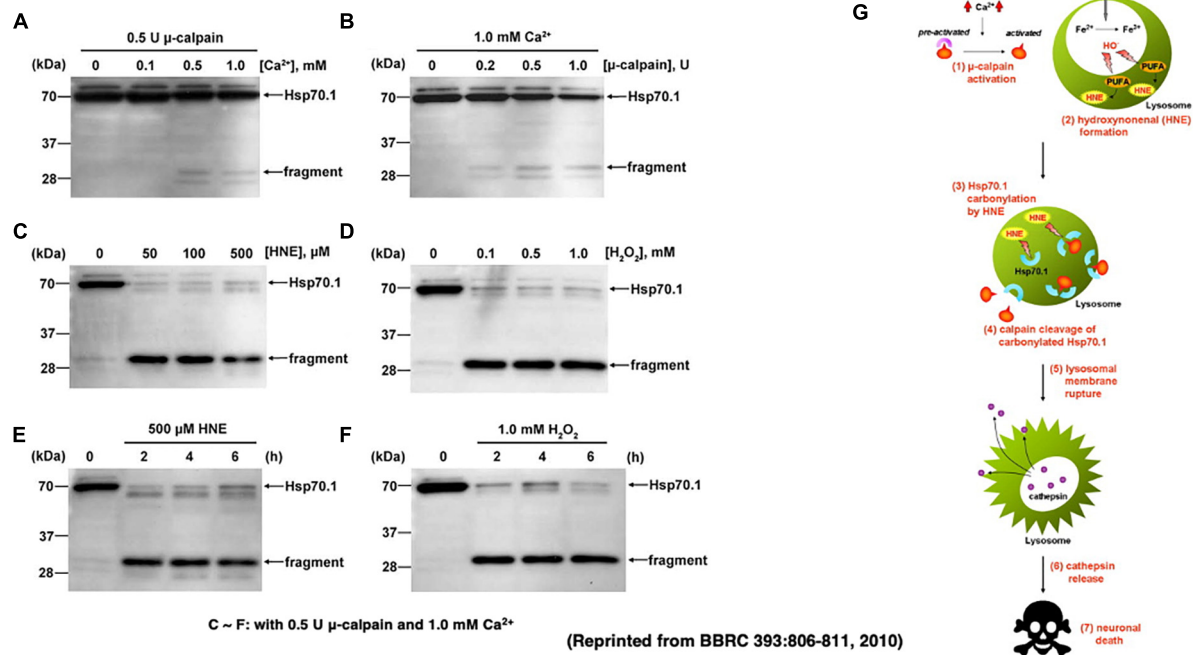 A
0.5 U μ-calpain
(kDa) 0 0.1 0.5 1.0 [Ca²⁺], mM
70 Hsp70.1
37
fragment
28
B
1.0 mM Ca²⁺
(kDa) 0 0.2 0.5 1.0 [μ-calpain], U
70 Hsp70.1
37
fragment
28
C
(kDa) 0 50 100 500 [HNE], μM
70 Hsp70.1
37
fragment
28
D
(kDa) 0 0.1 0.5 1.0 [H₂O₂], mM
70 Hsp70.1
37
fragment
28
E
500 μM HNE
(kDa) 0 2 4 6 (h)
70 Hsp70.1
37
fragment
28
F
1.0 mM H₂O₂
(kDa) 0 2 4 6 (h)
70 Hsp70.1
37
fragment
28
C ~ F: with 0.5 U μ-calpain and 1.0 mM Ca²⁺
(Reprinted from BBRC 393:806-811, 2010)
G
Ca²⁺
pre-activated activated
(1) μ-calpain
activation
Fe²⁺ Fe³⁺
HO·
PUFA
PUFA
HNE
HNE
Lysosome
(2) hydroxynonenal (HNE)
formation
(3) Hsp70.1
carbonylation
by HNE
HNE
HNE
Hsp70.1
Lysosome
(4) calpain cleavage of
carbonylated Hsp70.1
(5) lysosomal
membrane
rupture
cathepsin
Lysosome
(6) cathepsin
release
(7) neuronal
death